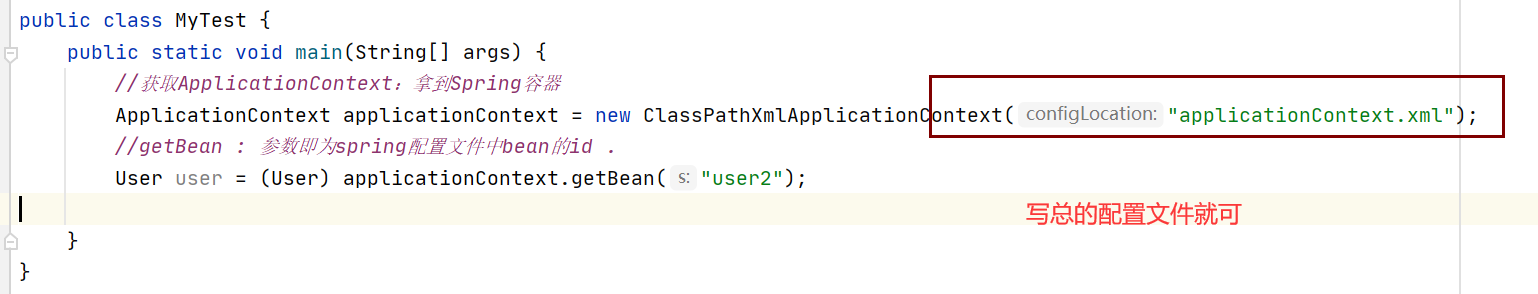 public class MyTest {
public static void main(String[] args) {
//获取ApplicationContext：拿到Spring容器
ApplicationContext applicationContext = new ClassPathXmlApplicationContext( configLocation: "applicationContext.xml");
//getBean : 参数即为spring配置文件中bean的id .
User user = (User) applicationContext.getBean( s: "user2");
写总的配置文件就可
}
}